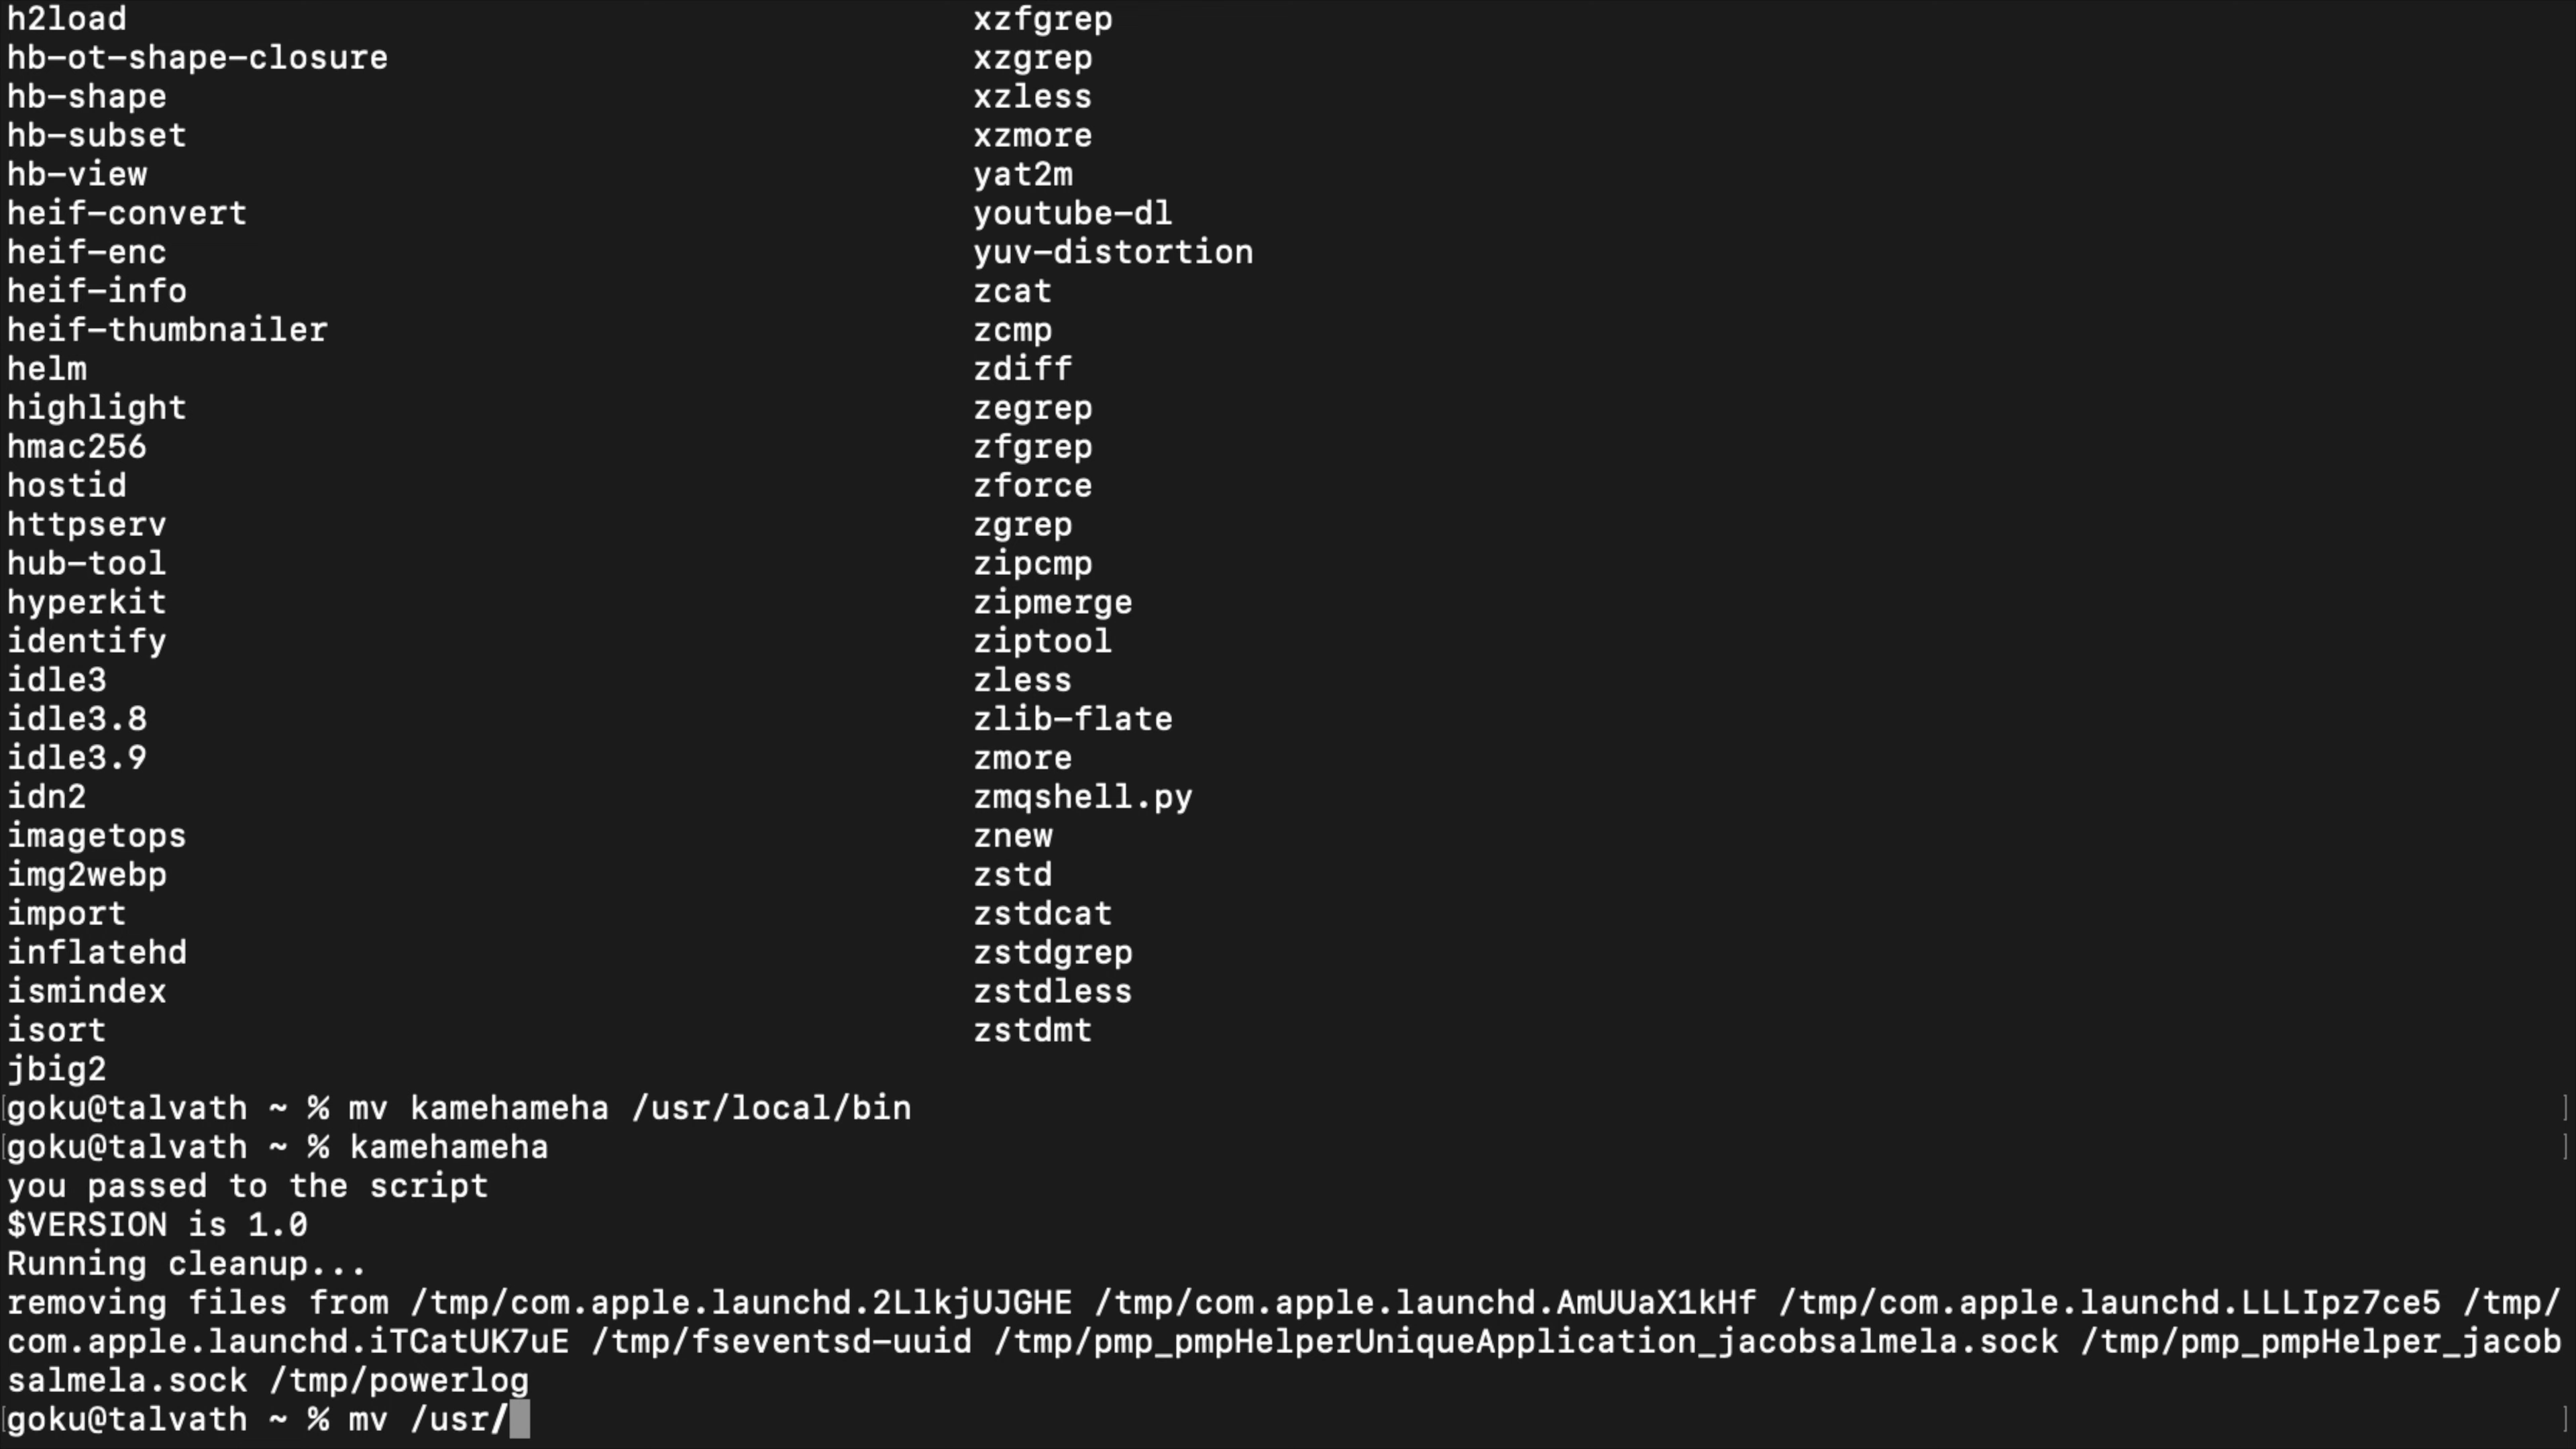 h2load xzfgrep
hb-ot-shape-closure xzgrep
hb-shape xzless
hb-subset xzmore
hb-view yat2m
heif-convert youtube-dl
heif-enc yuv-distortion
heif-info zcat
heif-thumbnailer zcmp
helm zdiff
highlight zegrep
hmac256 zfgrep
hostid zforce
httpserv zgrep
hub-tool zipcmp
hyperkit zipmerge
identify ziptool
idle3 zless
idle3.8 zlib-flate
idle3.9 zmore
idn2 zmqshell.py
imagetops znew
img2webp zstd
import zstdcat
inflatehd zstdgrep
ismindex zstdless
isort zstdmt
jbig2
[goku@talvath ~ % mv kamehameha /usr/local/bin ]
[goku@talvath ~ % kamehameha ]
you passed to the script
$VERSION is 1.0
Running cleanup...
removing files from /tmp/com.apple.launchd.2LlkjUJGHE /tmp/com.apple.launchd.AmUUaX1kHf /tmp/com.apple.launchd.LLLIpz7ce5 /tmp/
com.apple.launchd.iTCatUK7uE /tmp/fseventsd-uuid /tmp/pmp_pmpHelperUniqueApplication_jacobsalmela.sock /tmp/pmp_pmpHelper_jacob
salmela.sock /tmp/powerlog
[goku@talvath ~ % mv /usr/ ]